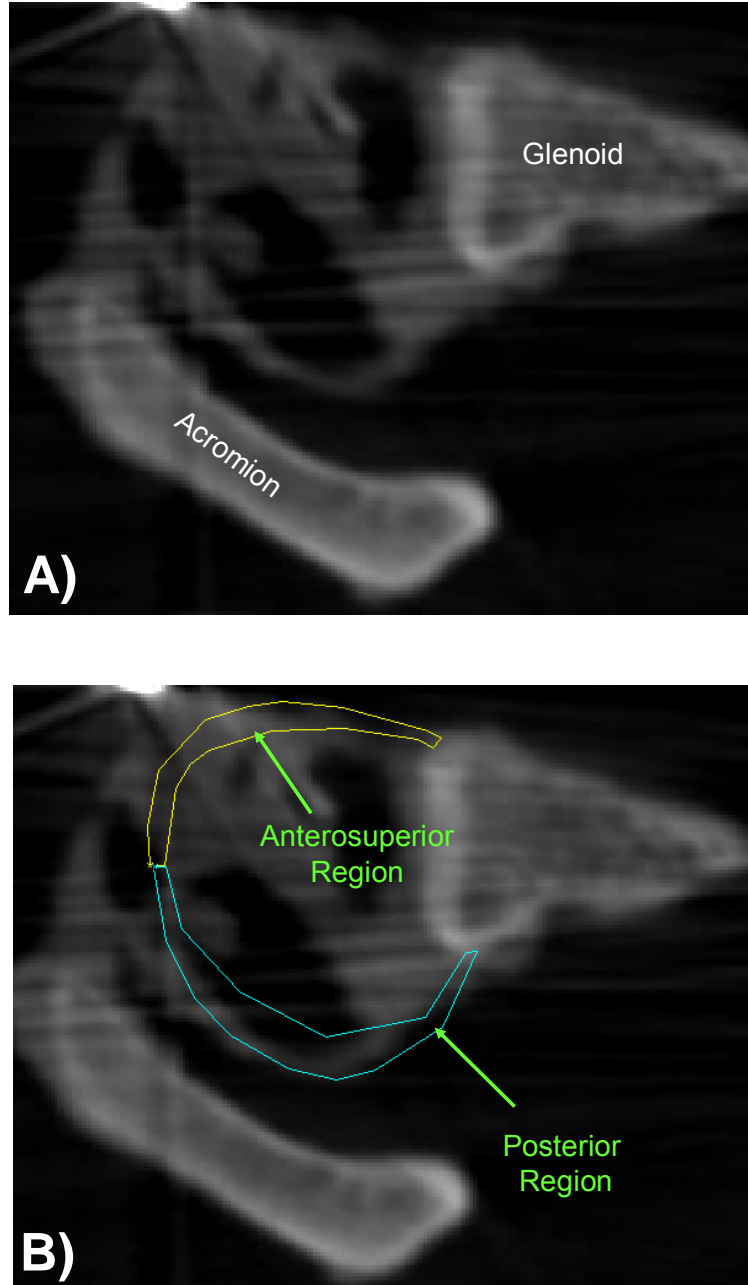 Glenoid
Acromion
A)
Anterosuperior
Region
Posterior
Region
B)